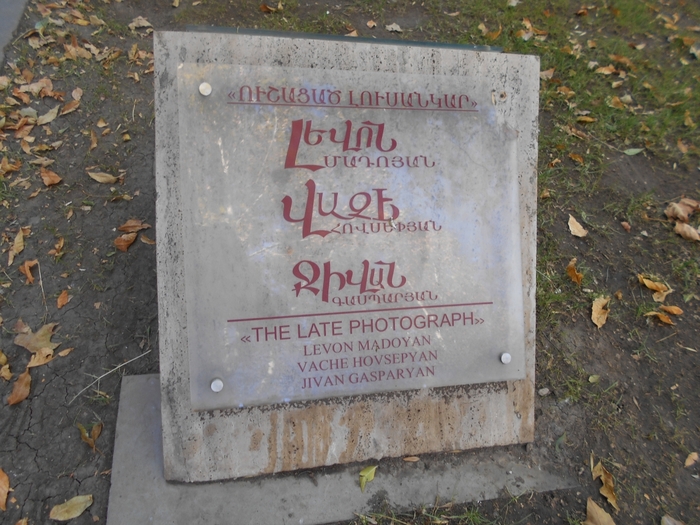 «ՈՒՇԱՑԱԾ ԼՈՒՍԱՆԿԱՐ»
ԼԵՎՈՆ
ՄԱԴՈՅԱՆ
ՎԱՉԵ
ՀՈՎՍԵՓՅԱՆ
ՋԻՎԱՆ
ԳԱՍՊԱՐՅԱՆ
«THE LATE PHOTOGRAPH»
LEVON MADOYAN
VACHE HOVSEPYAN
JIVAN GASPARYAN